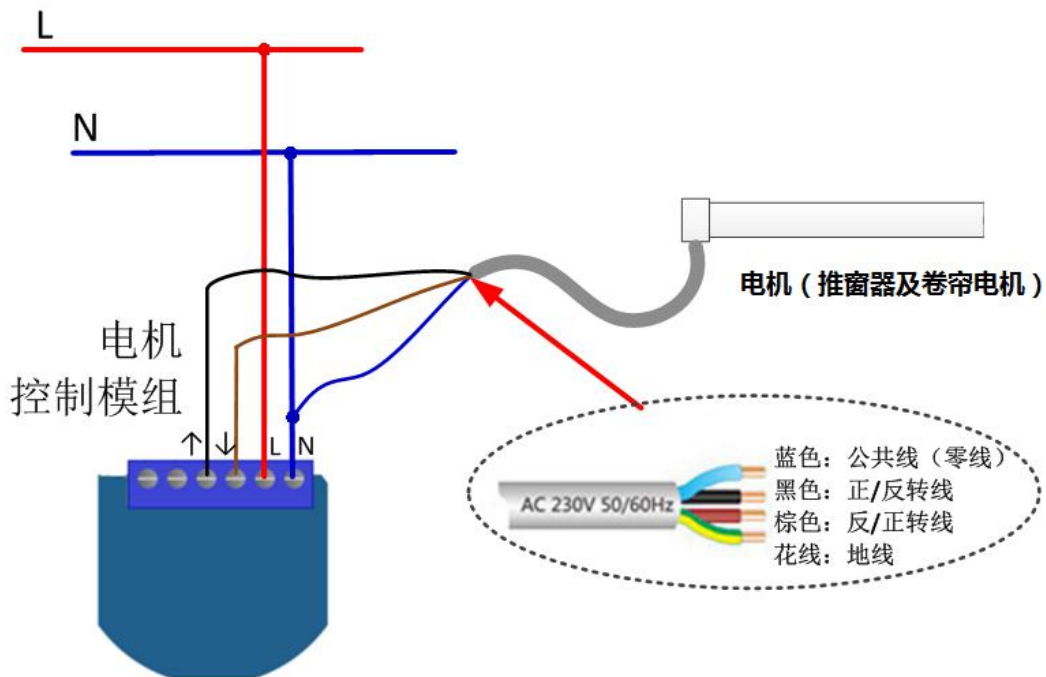 L
N
电机（推窗器及卷帘电机）
电机
控制模组
↑ ↓ L N
AC 230V 50/60Hz
蓝色：公共线（零线）
黑色：正/反转线
棕色：反/正转线
花线：地线